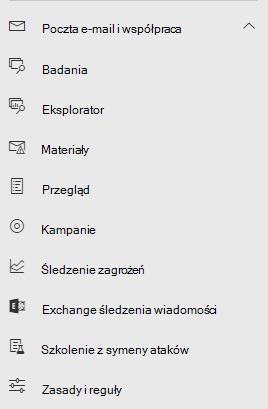 Poczta e-mail i współpraca
Badania
Eksplorator
Materiały
Przegląd
Kampanie
Śledzenie zagrożeń
Exchange śledzenia wiadomości
Szkolenie z symeny ataków
Zasady i reguły